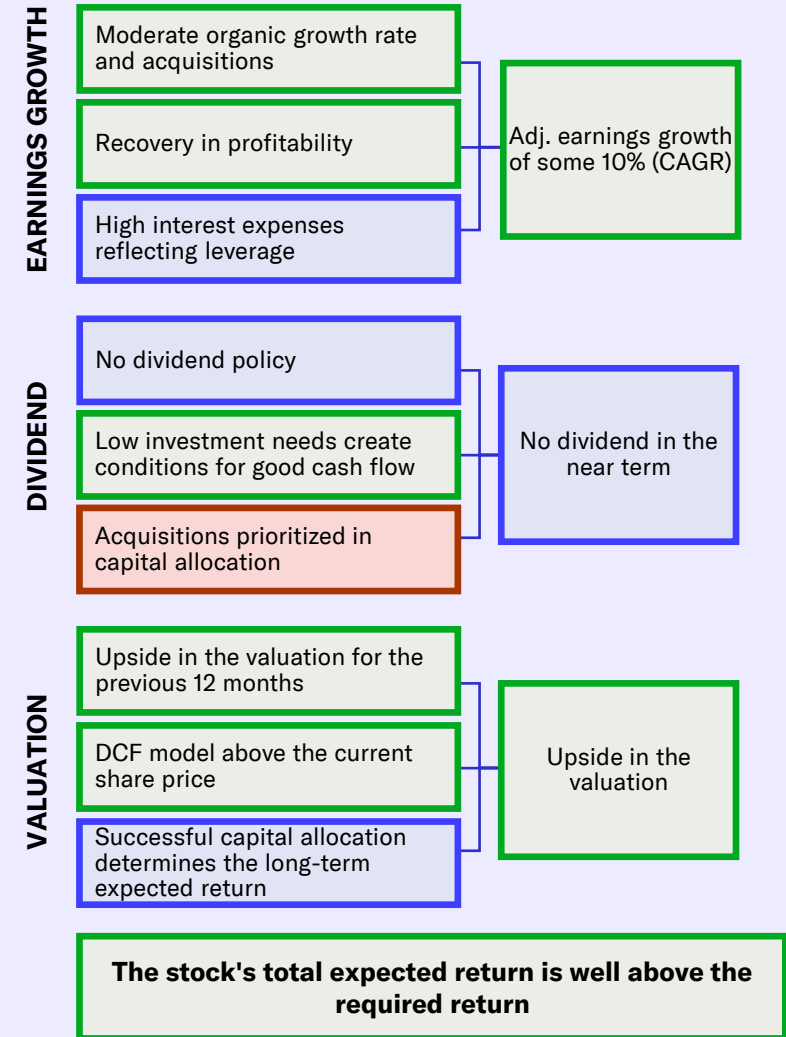 EARNINGS GROWTH
Moderate organic growth rate
and acquisitions
Recovery in profitability
High interest expenses
reflecting leverage
Adj. earnings growth
of some 10% (CAGR)
DIVIDEND
No dividend policy
Low investment needs create
conditions for good cash flow
Acquisitions prioritized in
capital allocation
No dividend in the
near term
VALUATION
Upside in the valuation for the
previous 12 months
DCF model above the current
share price
Successful capital allocation
determines the long-term
expected return
Upside in the
valuation
The stock's total expected return is well above the
required return